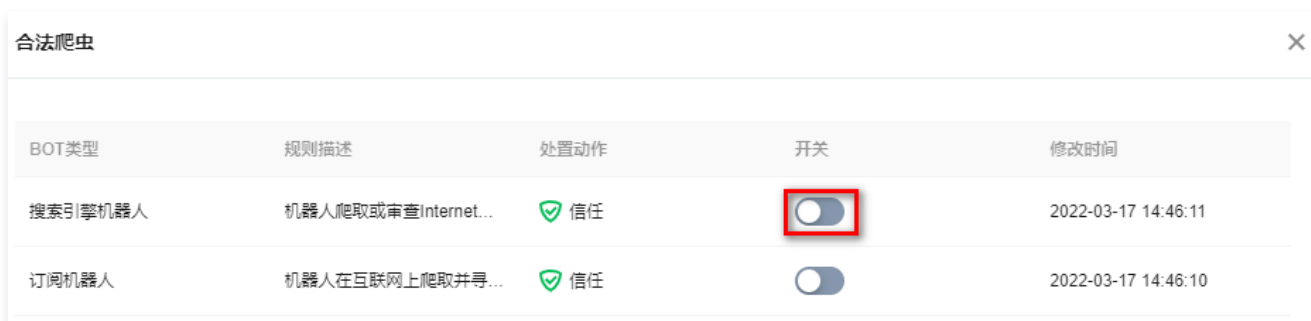 合法爬虫
BOT类型 规则描述 处置动作 开关 修改时间
搜索引擎机器人 机器人爬取或审查Internet... 信任 2022-03-17 14:46:11
订阅机器人 机器人在互联网上爬取并寻... 信任 2022-03-17 14:46:10